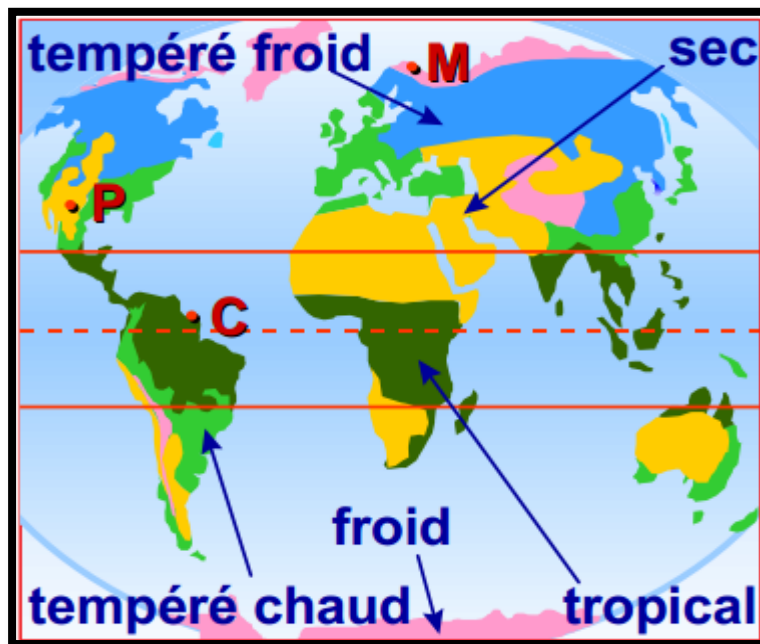 tempéré froid
M
sec
P
C
froid
tempéré chaud
tropical